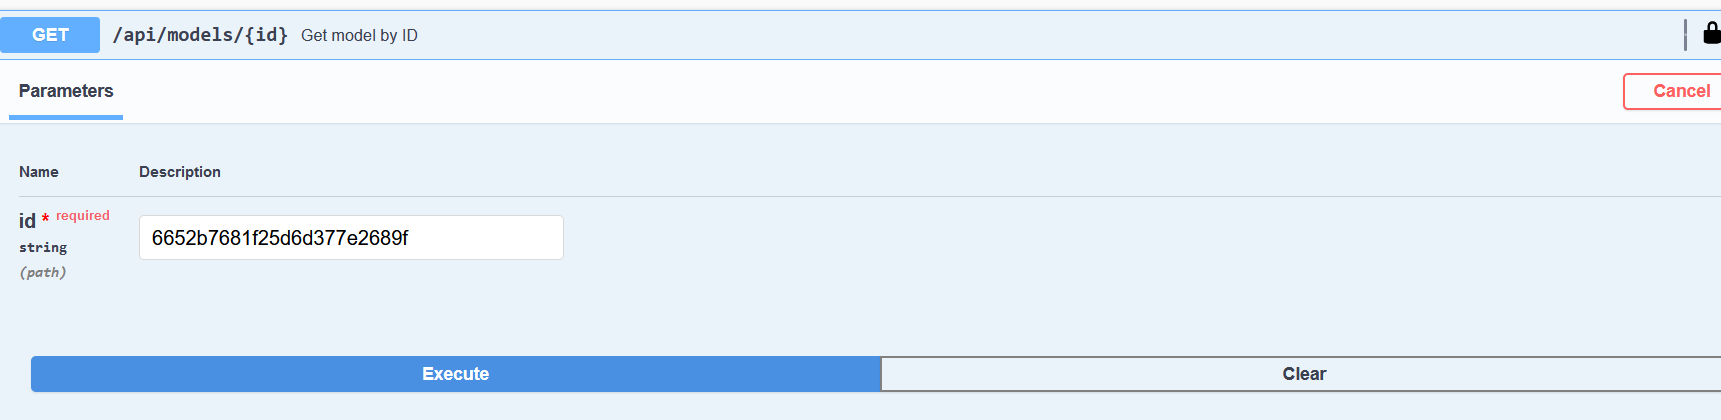 GET /api/models/{id} Get model by ID
Parameters
Cancel
Name Description
id * required
string
(path)
6652b7681f25d6d377e2689f
Execute Clear